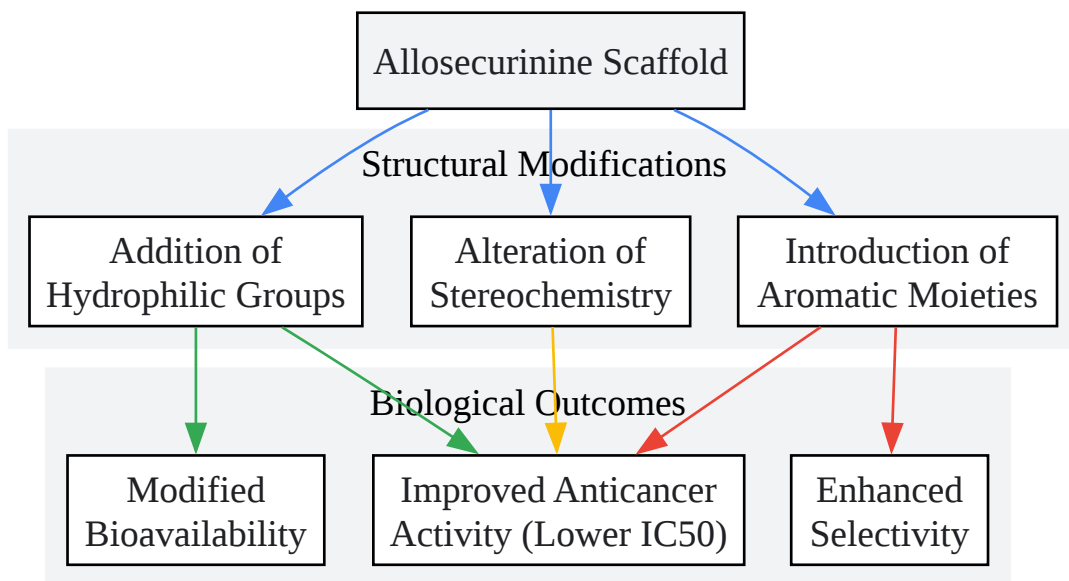 Allosecurinine Scaffold
Structural Modifications
Addition of
Hydrophilic Groups
Alteration of
Stereochemistry
Introduction of
Aromatic Moieties
Biological Outcomes
Modified
Bioavailability
Improved Anticancer
Activity (Lower IC50)
Enhanced
Selectivity